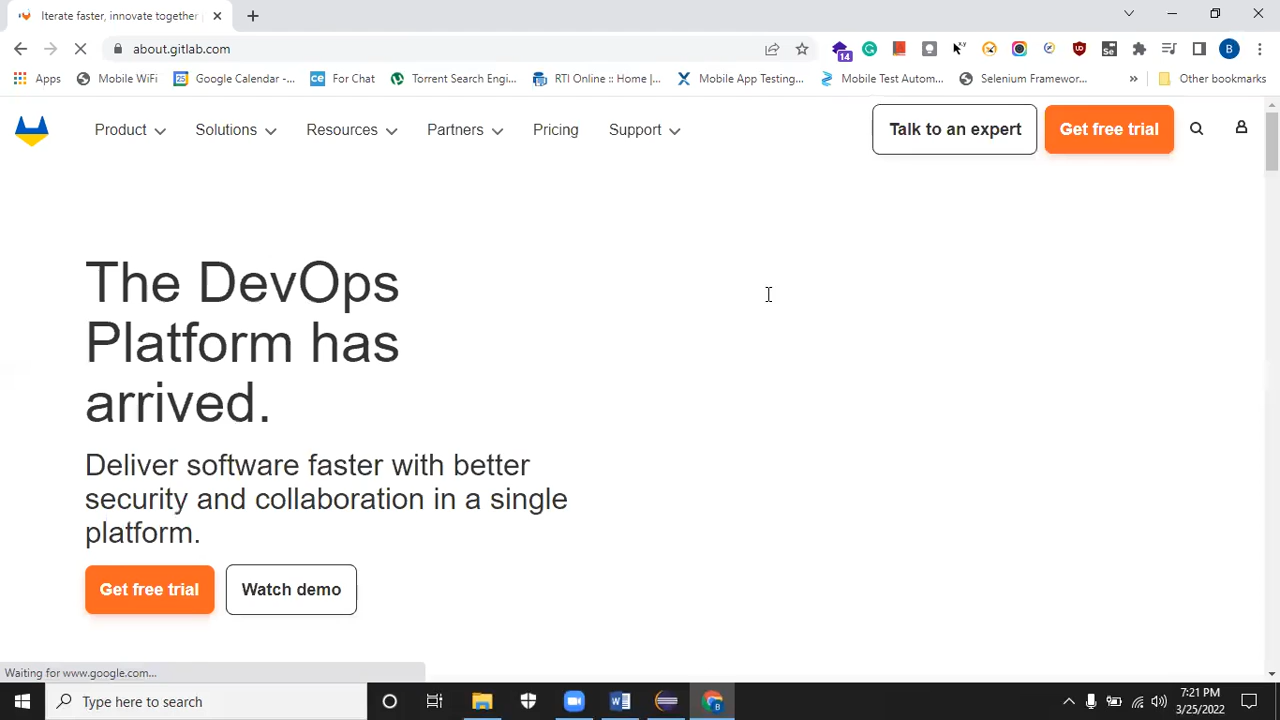 Iterate faster, innovate together
about.gitlab.com
14
Se
B
Apps
Mobile WiFi
25
Google Calendar -...
ce
For Chat
Torrent Search Engi...
RTI Online :: Home |...
Mobile App Testing...
Mobile Test Autom...
Selenium Framewor...
»
Other bookmarks
Product
Solutions
Resources
Partners
Pricing
Support
Talk to an expert
Get free trial
The DevOps
Platform has
arrived.
Deliver software faster with better
security and collaboration in a single
platform.
Get free trial
Watch demo
Waiting for www.google.com...
Type here to search
B
7:21 PM
3/25/2022